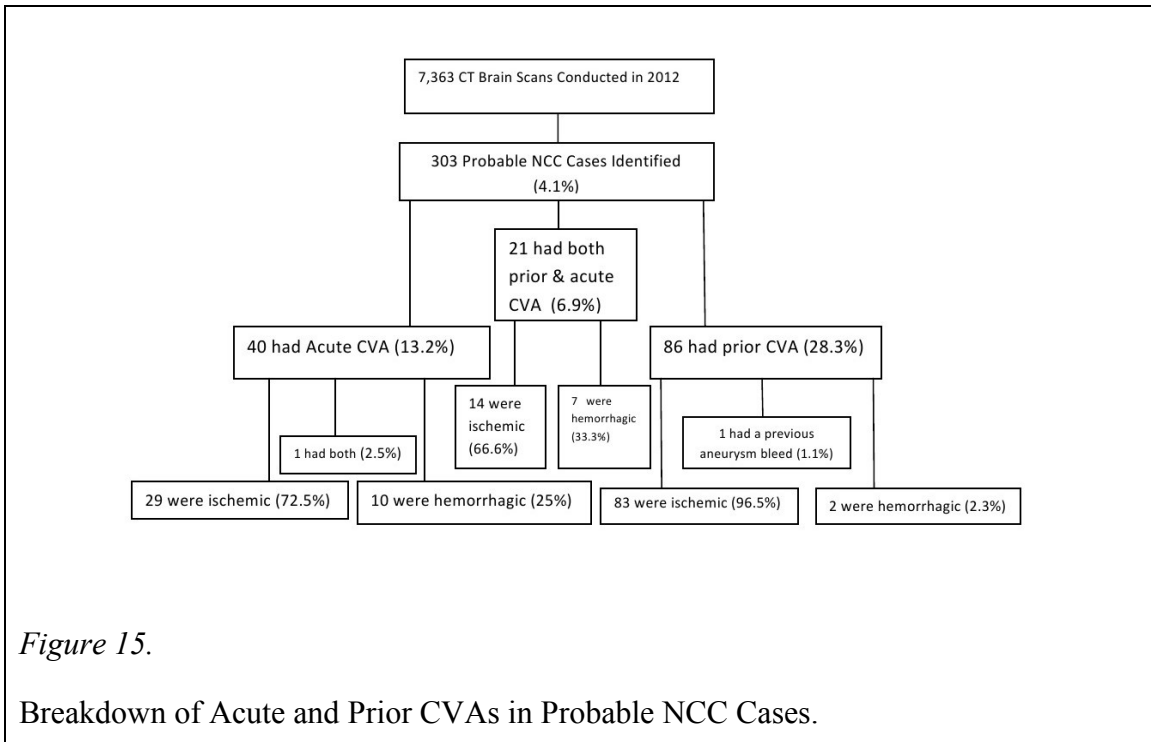 7,363 CT Brain Scans Conducted in 2012
303 Probable NCC Cases Identified
(4.1%)
21 had both
prior & acute
CVA (6.9%)
40 had Acute CVA (13.2%)
86 had prior CVA (28.3%)
14 were
ischemic
(66.6%)
7 were
hemorrhagic
(33.3%)
1 had both (2.5%)
1 had a previous
aneurysm bleed (1.1%)
29 were ischemic (72.5%)
10 were hemorrhagic (25%)
83 were ischemic (96.5%)
2 were hemorrhagic (2.3%)
Figure 15.
Breakdown of Acute and Prior CVAs in Probable NCC Cases.